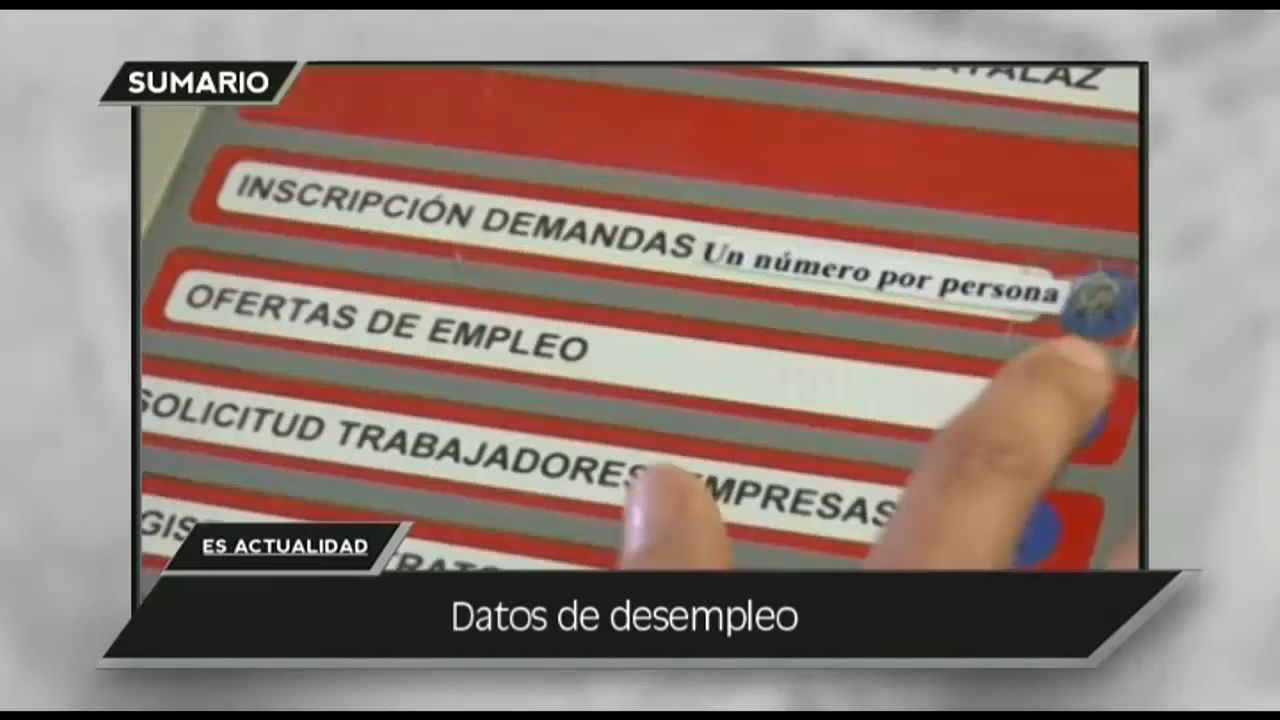 SUMARIO
INSCRIPCIÓN DEMANDAS Un número por persona
OFERTAS DE EMPLEO
SOLICITUD TRABAJADORES EMPRESAS
ES ACTUALIDAD
Datos de desempleo